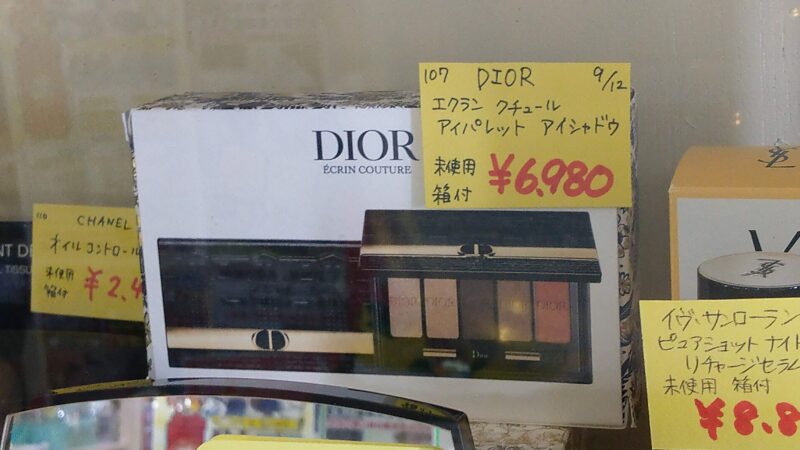 107 DIOR 9/12
エクラン クチュール
アイパレット アイシャドウ
未使用
箱付 ¥6,980
DIOR
ÉCRIN COUTURE
DIOR
Dior
110 CHANEL
オイルコントロール
未使用
箱付 ¥2,4
イヴ・サンローラン
ピュアショット ナイト
リチャージセラム
未使用 箱付
¥8.8